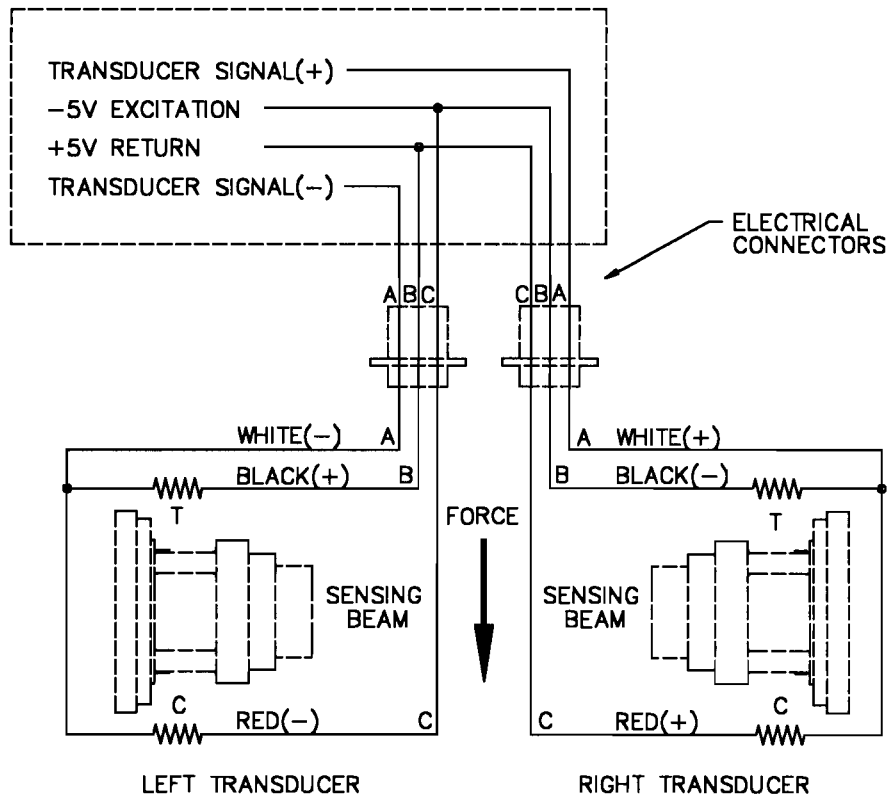 TRANSDUCER SIGNAL(+)
-5V EXCITATION
+5V RETURN
TRANSDUCER SIGNAL(-)
ELECTRICAL
CONNECTORS
A B C
C B A
WHITE(-) A
A WHITE(+)
BLACK(+) B
B BLACK(-)
T
FORCE
T
SENSING
BEAM
SENSING
BEAM
C
C
RED(-) C
C RED(+)
LEFT TRANSDUCER
RIGHT TRANSDUCER